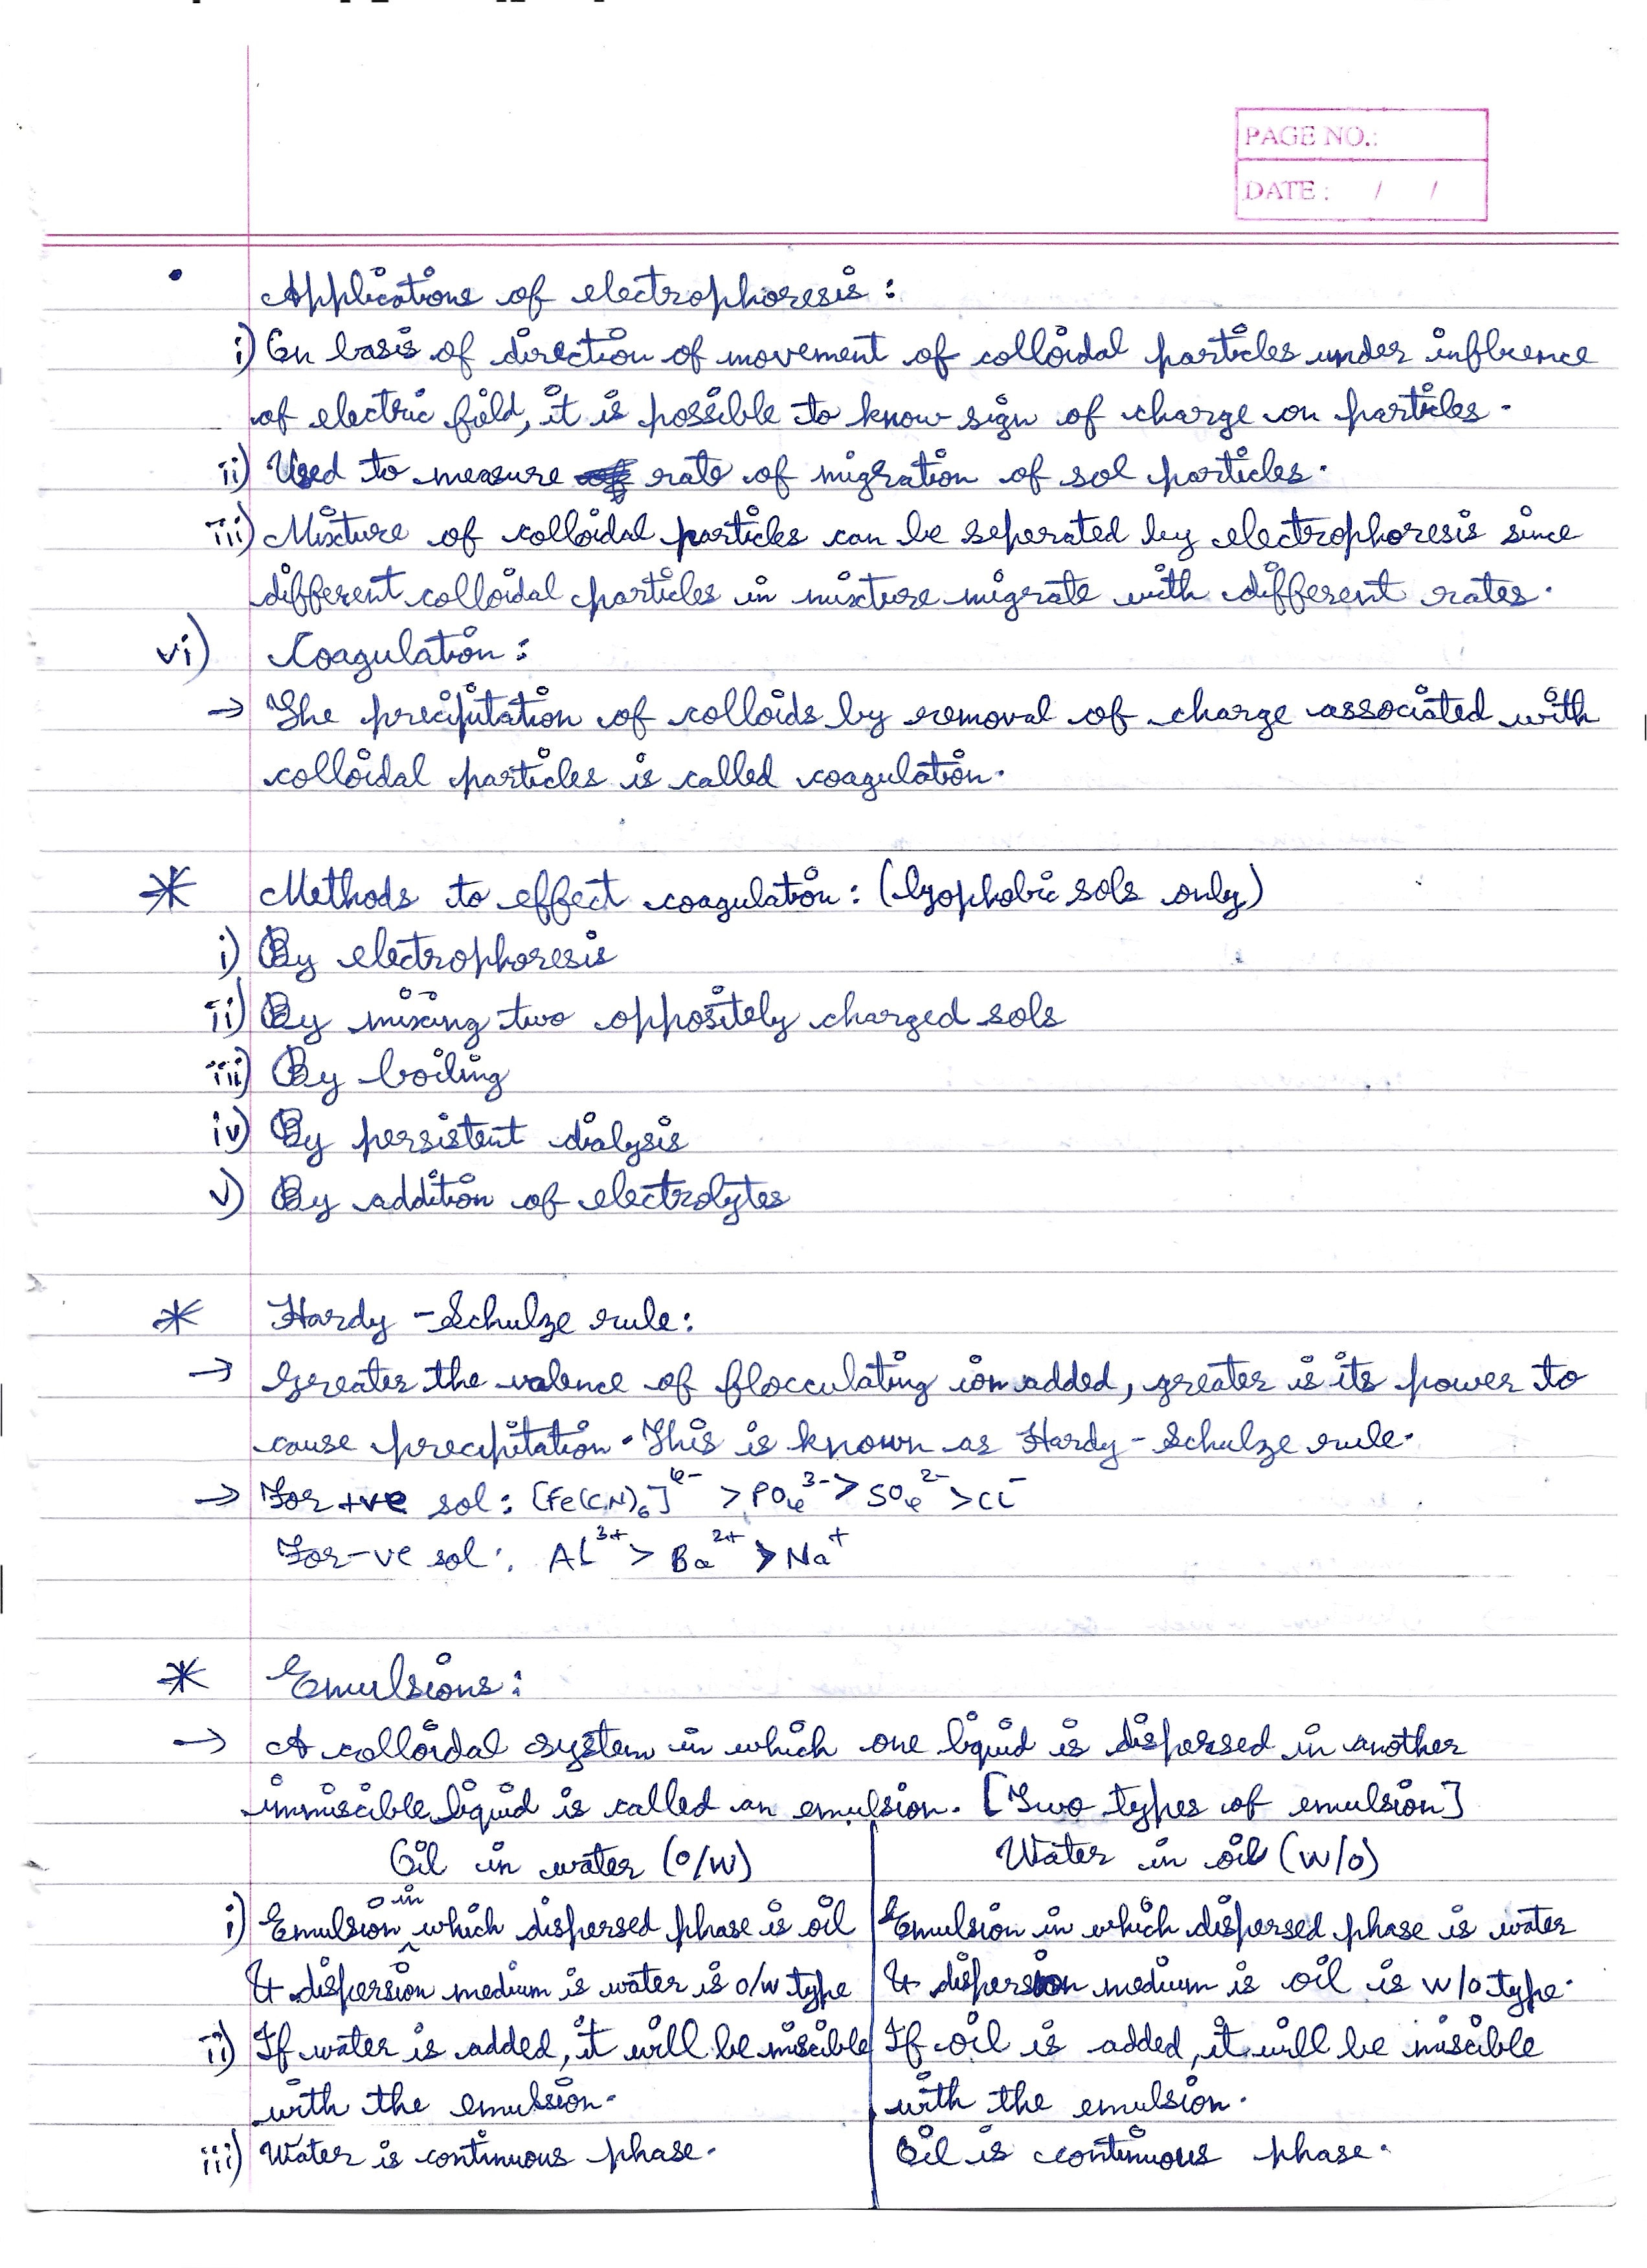 PAGE NO.:
DATE : / /
• Applications of electrophoresis :
i) On basis of direction of movement of colloidal particles under influence
of electric field, it is possible to know sign of charge on particles.
ii) Used to measure rate of migration of sol particles.
iii) Mixture of colloidal particles can be seperated by electrophoresis since
different colloidal particles in mixture migrate with different rates.
vi) Coagulation :
→ The precipitation of colloids by removal of charge associated with
colloidal particles is called coagulation.
* Methods to effect coagulation : (lyophobic sols only)
i) By electrophoresis
ii) By mixing two oppositely charged sols
iii) By boiling
iv) By persistent dialysis
v) By addition of electrolytes
* Hardy - Schulze rule :
→ Greater the valence of flocculating ion added, greater is its power to
cause precipitation. This is known as Hardy - Schulze rule.
→ For +ve sol : [Fe(CN)₆]⁴⁻ > PO₄³⁻ > SO₄²⁻ > Cl⁻
For -ve sol : Al³⁺ > Ba²⁺ > Na⁺
* Emulsions :
→ A colloidal system in which one liquid is dispersed in another
immiscible liquid is called an emulsion. [Two types of emulsion]
Oil in water (O/W)
i) Emulsion in which dispersed phase is oil
& dispersion medium is water is o/w type
ii) If water is added, it will be miscible
with the emulsion.
iii) Water is continuous phase.
Water in oil (W/O)
Emulsion in which dispersed phase is water
& dispersion medium is oil is w/o type.
If oil is added, it will be miscible
with the emulsion.
Oil is continuous phase.